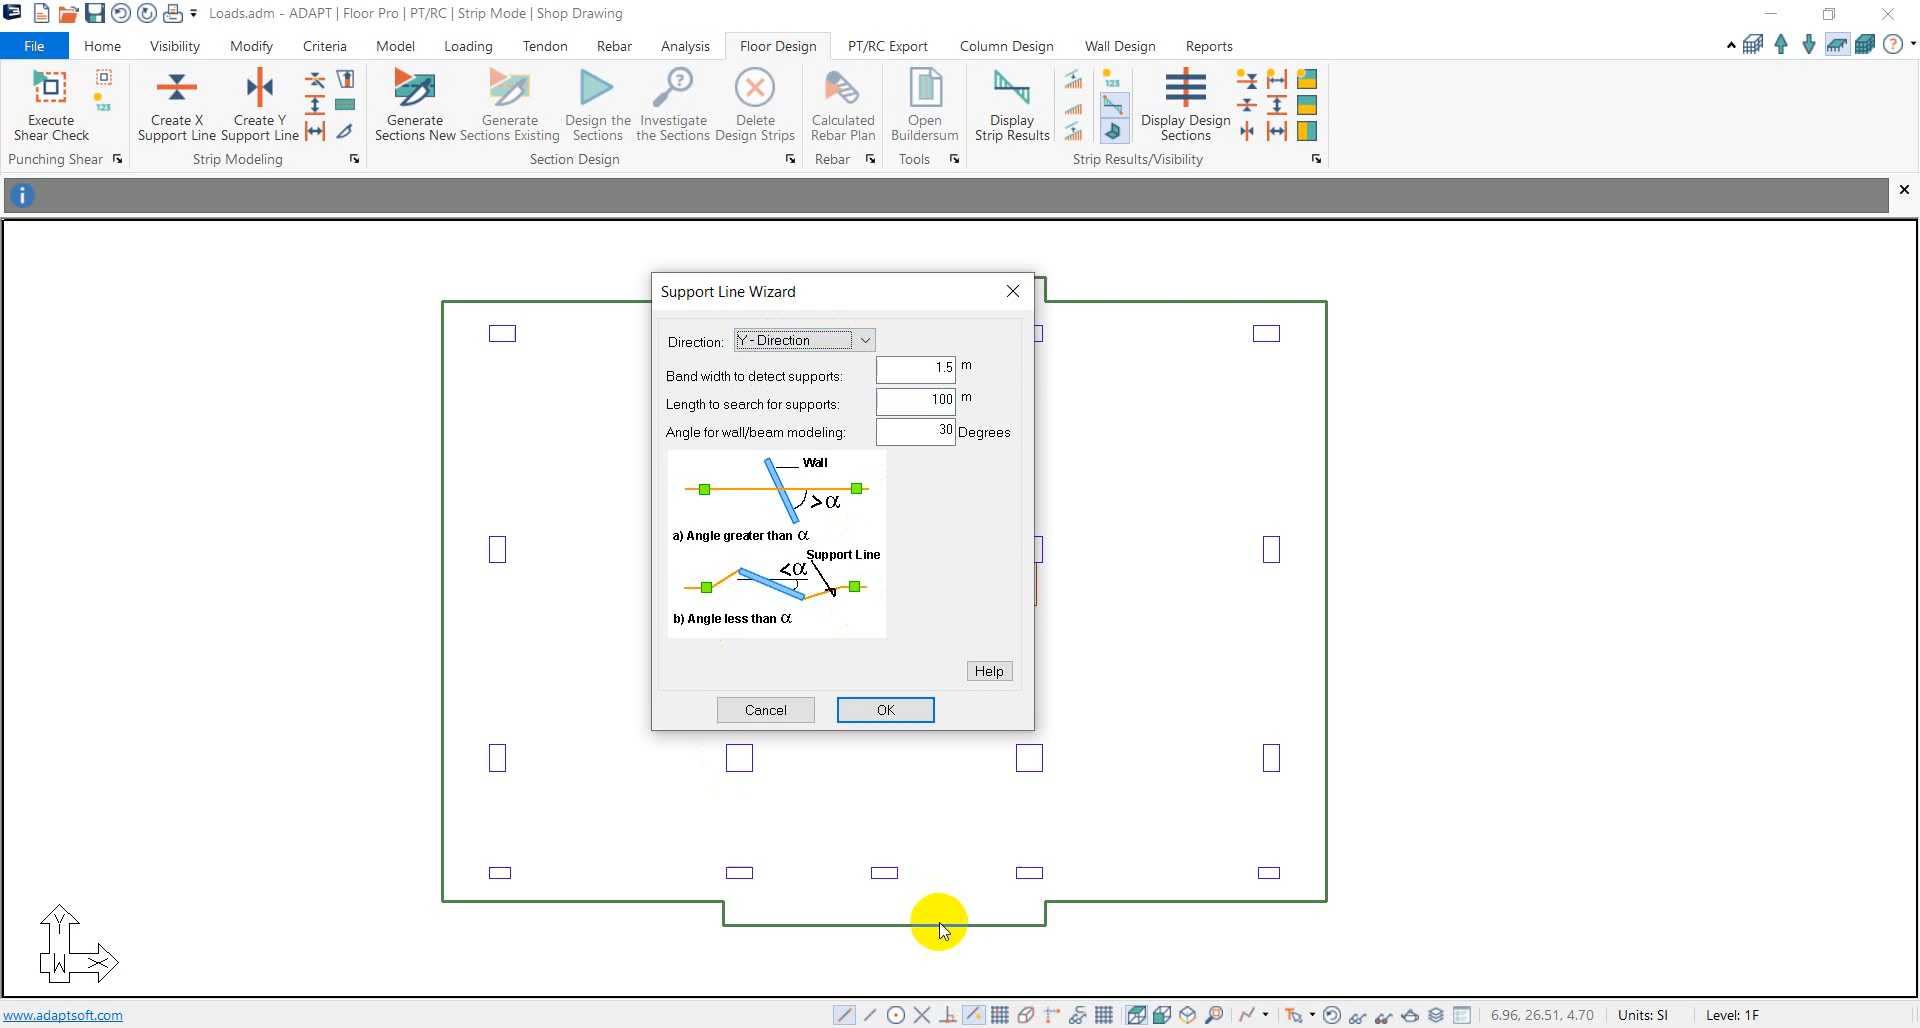 Loads.adm - ADAPT | Floor Pro | PT/RC | Strip Mode | Shop Drawing
File Home Visibility Modify Criteria Model Loading Tendon Rebar Analysis Floor Design PT/RC Export Column Design Wall Design Reports
Execute Shear Check
123
Create X Support Line
Create Y Support Line
Generate Sections New
Generate Sections Existing
Design the Sections
Investigate the Sections
Delete Design Strips
Calculated Rebar Plan
Open Buildersum
Display Strip Results
123
Display Design Sections
Punching Shear
Strip Modeling
Section Design
Rebar
Tools
Strip Results/Visibility
Support Line Wizard
Direction: Y - Direction
Band width to detect supports: 1.5 m
Length to search for supports: 100 m
Angle for wall/beam modeling: 30 Degrees
Wall
>α
a) Angle greater than α
Support Line
<α
b) Angle less than α
Help
Cancel OK
Y
W X
www.adaptsoft.com
6.96, 26.51, 4.70 Units: SI Level: 1F